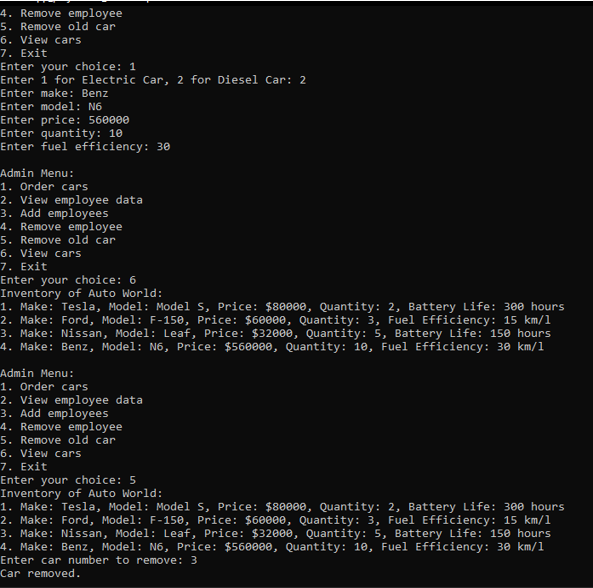 4. Remove employee
5. Remove old car
6. View cars
7. Exit
Enter your choice: 1
Enter 1 for Electric Car, 2 for Diesel Car: 2
Enter make: Benz
Enter model: N6
Enter price: 560000
Enter quantity: 10
Enter fuel efficiency: 30

Admin Menu:
1. Order cars
2. View employee data
3. Add employees
4. Remove employee
5. Remove old car
6. View cars
7. Exit
Enter your choice: 6
Inventory of Auto World:
1. Make: Tesla, Model: Model S, Price: $80000, Quantity: 2, Battery Life: 300 hours
2. Make: Ford, Model: F-150, Price: $60000, Quantity: 3, Fuel Efficiency: 15 km/l
3. Make: Nissan, Model: Leaf, Price: $32000, Quantity: 5, Battery Life: 150 hours
4. Make: Benz, Model: N6, Price: $560000, Quantity: 10, Fuel Efficiency: 30 km/l

Admin Menu:
1. Order cars
2. View employee data
3. Add employees
4. Remove employee
5. Remove old car
6. View cars
7. Exit
Enter your choice: 5
Inventory of Auto World:
1. Make: Tesla, Model: Model S, Price: $80000, Quantity: 2, Battery Life: 300 hours
2. Make: Ford, Model: F-150, Price: $60000, Quantity: 3, Fuel Efficiency: 15 km/l
3. Make: Nissan, Model: Leaf, Price: $32000, Quantity: 5, Battery Life: 150 hours
4. Make: Benz, Model: N6, Price: $560000, Quantity: 10, Fuel Efficiency: 30 km/l
Enter car number to remove: 3
Car removed.